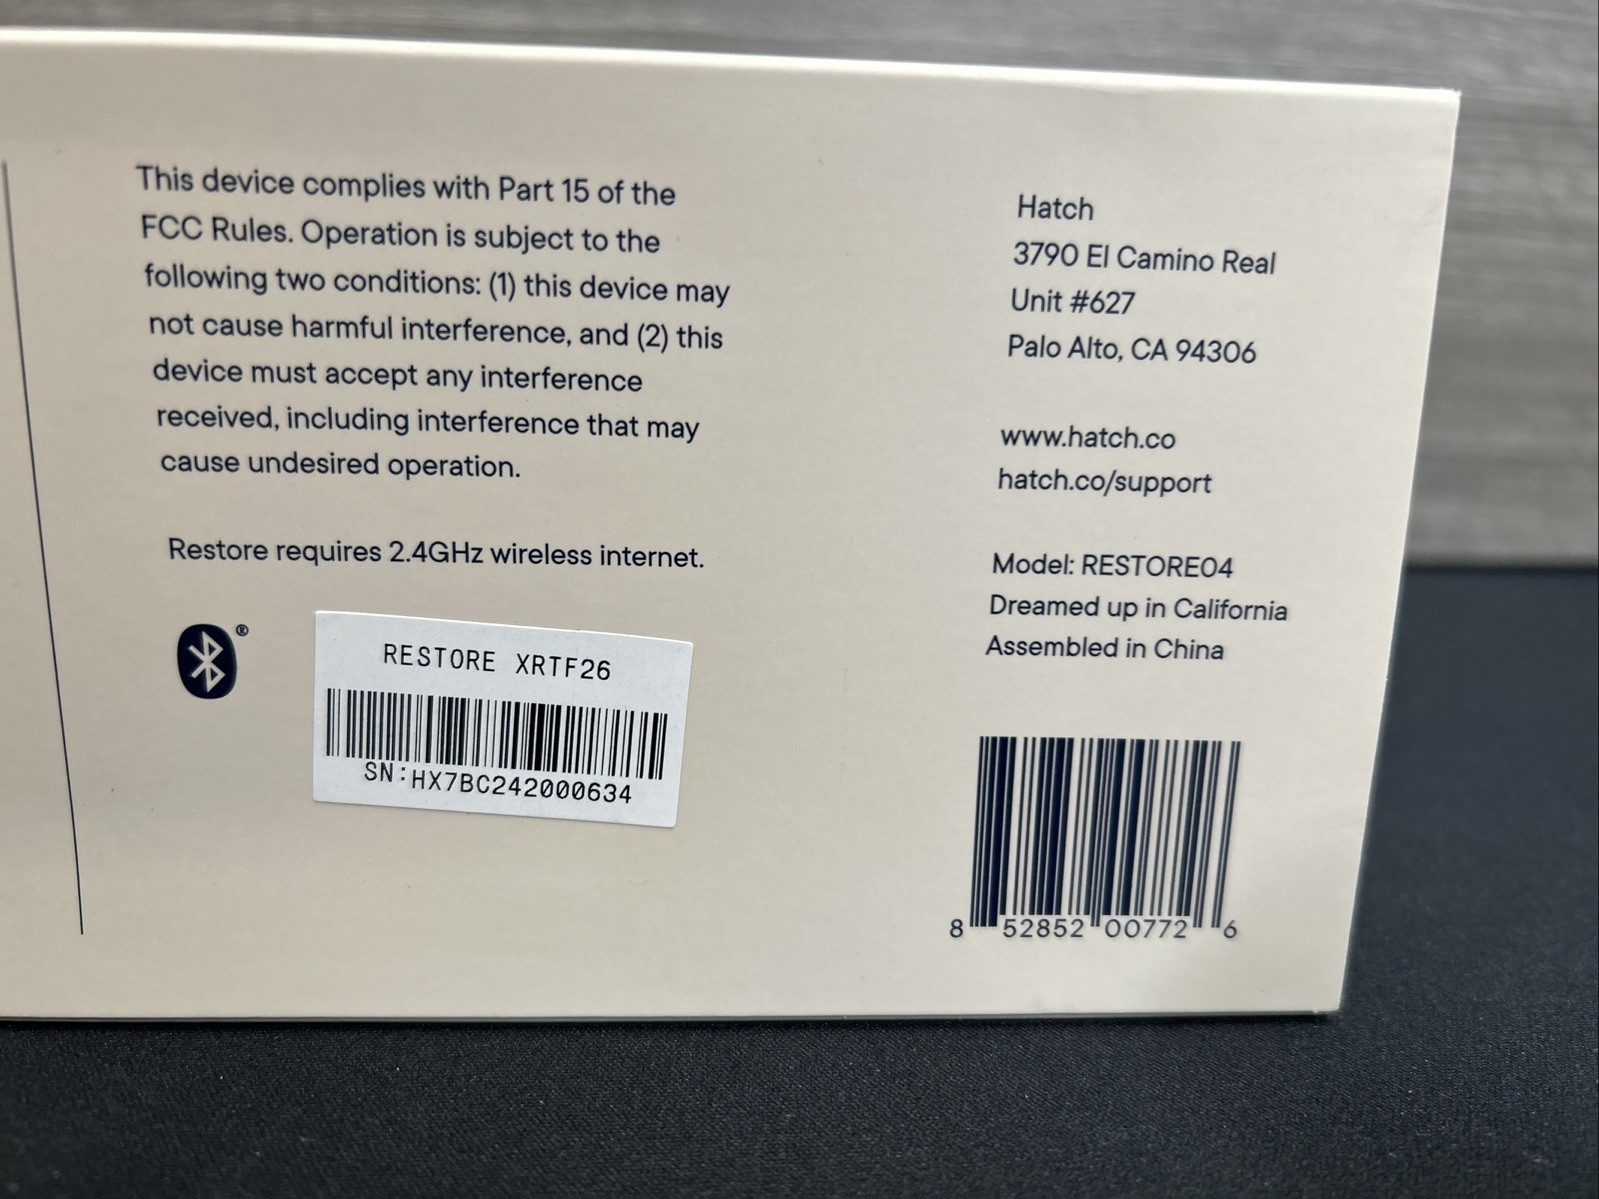 This device complies with Part 15 of the
FCC Rules. Operation is subject to the
following two conditions: (1) this device may
not cause harmful interference, and (2) this
device must accept any interference
received, including interference that may
cause undesired operation.
Restore requires 2.4GHz wireless internet.
®
RESTORE XRTF26
SN:HX7BC242000634
Hatch
3790 El Camino Real
Unit #627
Palo Alto, CA 94306
www.hatch.co
hatch.co/support
Model: RESTORE04
Dreamed up in California
Assembled in China
8 52852 00772 6